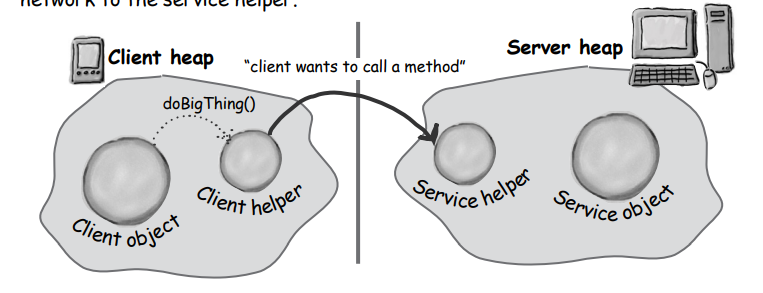 network to the service helper.
Client heap
Server heap
“client wants to call a method”
doBigThing()
Client object
Client helper
Service helper
Service object